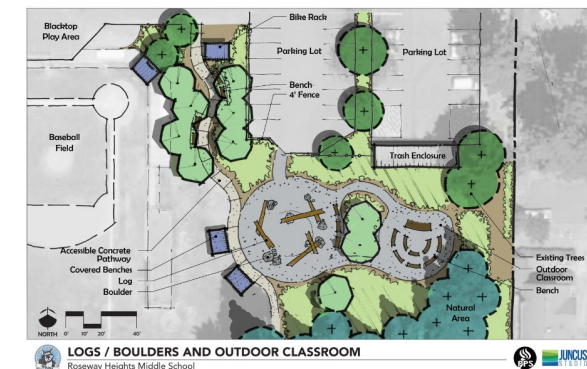 Blacktop
Play Area
Bike Rack
Parking Lot
Parking Lot
Bench
4' Fence
Baseball
Field
Trash Enclosure
Accessible Concrete
Pathway
Covered Benches
Log
Boulder
Existing Trees
Outdoor
Classroom
Bench
Natural
Area
NORTH 0' 10' 20' 40'
LOGS / BOULDERS AND OUTDOOR CLASSROOM
Roseway Heights Middle School
PPS
JUNCUS
STUDIO